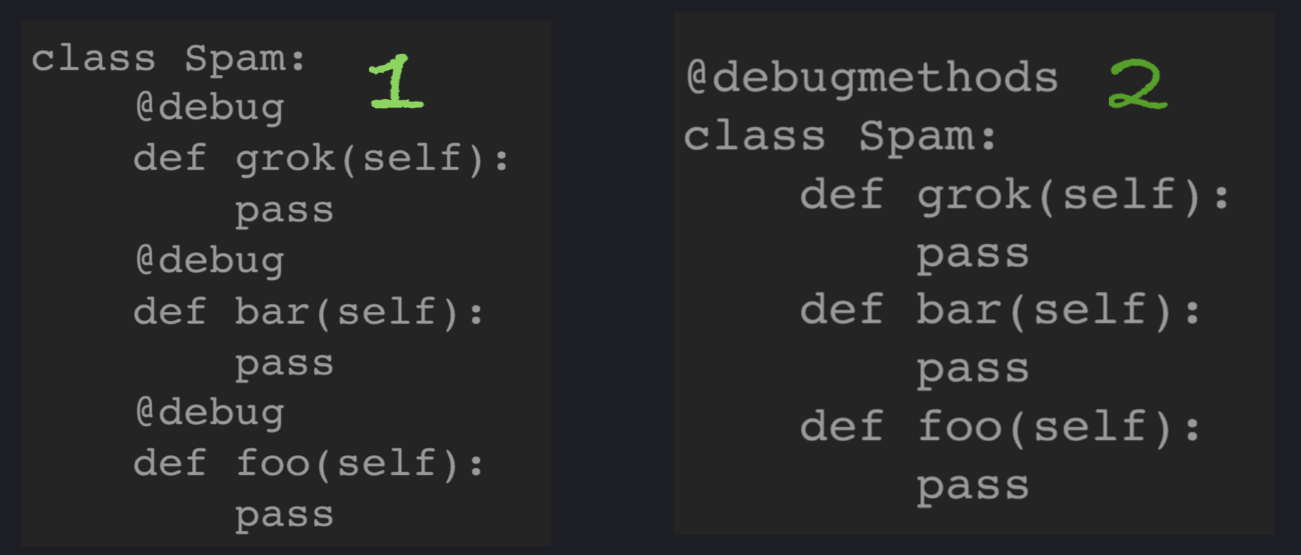 class Spam:
    @debug
    def grok(self):
        pass
    @debug
    def bar(self):
        pass
    @debug
    def foo(self):
        pass
1
@debugmethods
class Spam:
    def grok(self):
        pass
    def bar(self):
        pass
    def foo(self):
        pass
2